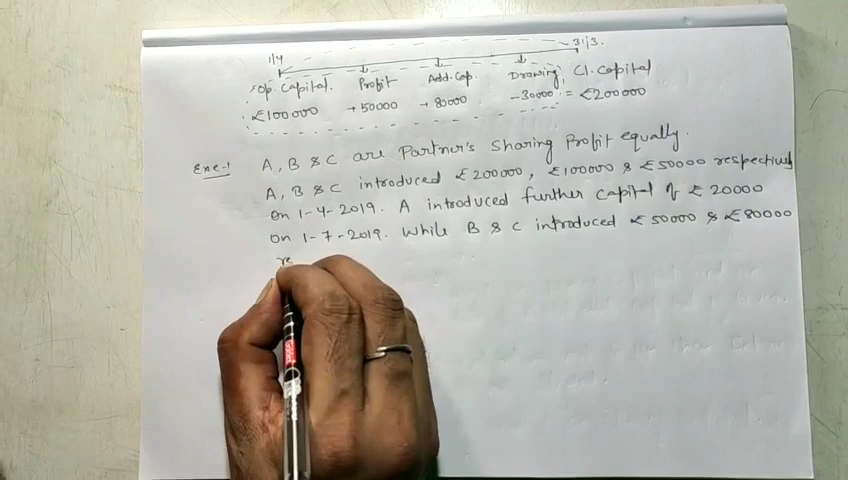 1/4 31/3.
Op. Capital. Profit Add. Cap. Drawing, Cl. Capital
₹100000 + 50000 + 80000 - 30000 = ₹200000
Exe-1 A, B & C are Partner's sharing Profit equally.
A, B & C introduced ₹200000, ₹100000 & ₹50000 respectively
on 1-4-2019. A introduced further capital of ₹ 20000
on 1-7-2019. While B & C introduced ₹ 50000 & ₹80000
re